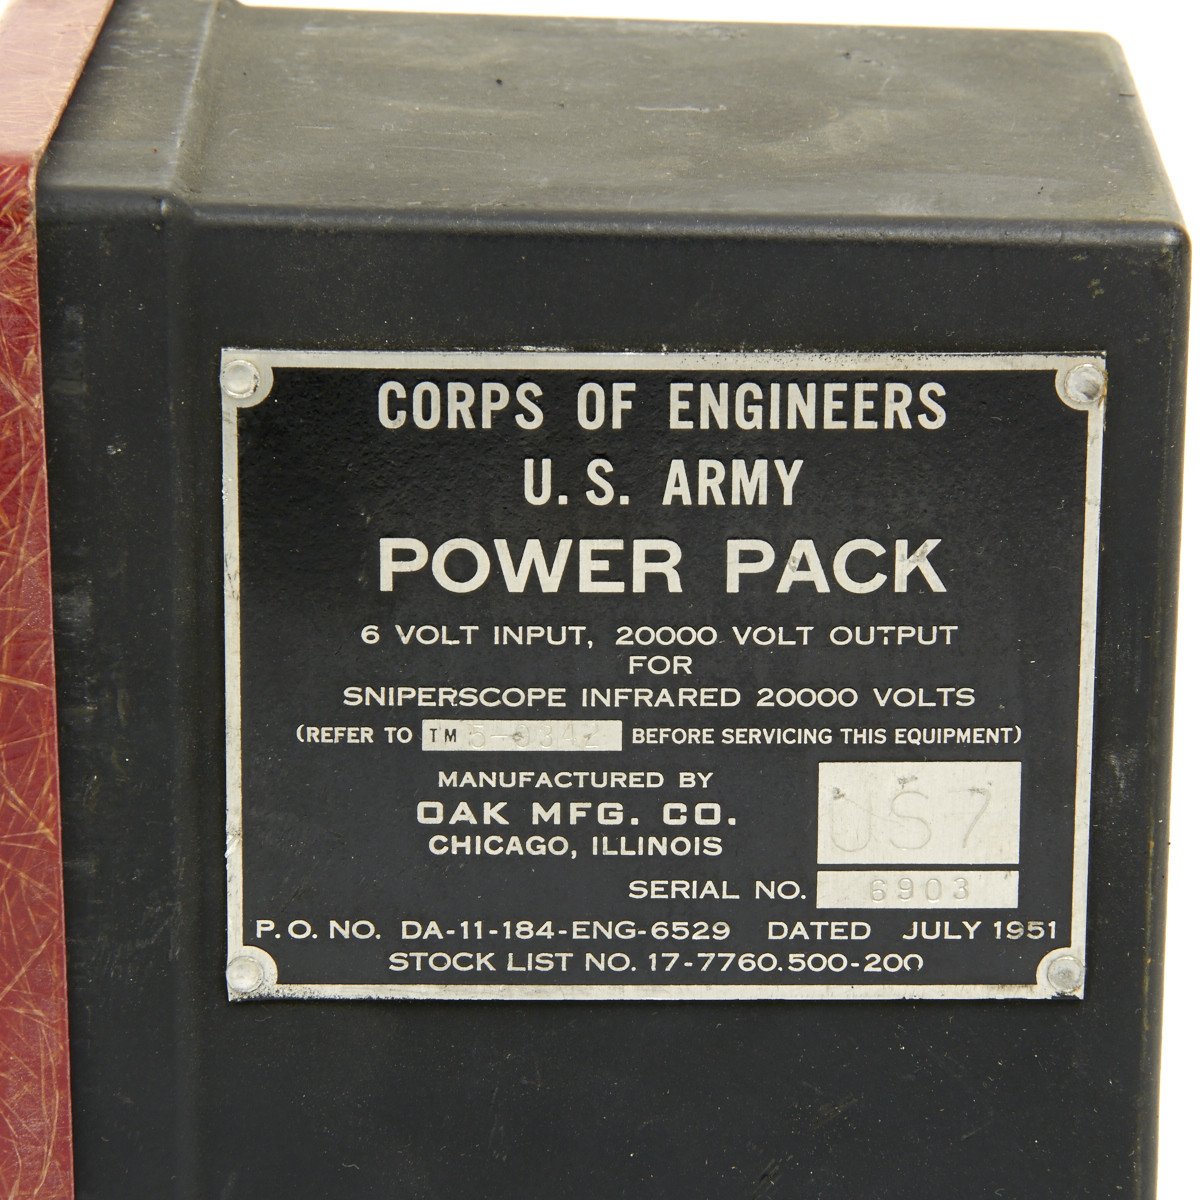 CORPS OF ENGINEERS
U. S. ARMY
POWER PACK
6 VOLT INPUT, 20000 VOLT OUTPUT
FOR
SNIPERSCOPE INFRARED 20000 VOLTS
(REFER TO TM BEFORE SERVICING THIS EQUIPMENT)
MANUFACTURED BY
OAK MFG. CO.
CHICAGO, ILLINOIS
US7
SERIAL NO. 6903
P. O. NO. DA-11-184-ENG-6529 DATED JULY 1951
STOCK LIST NO. 17-7760.500-200